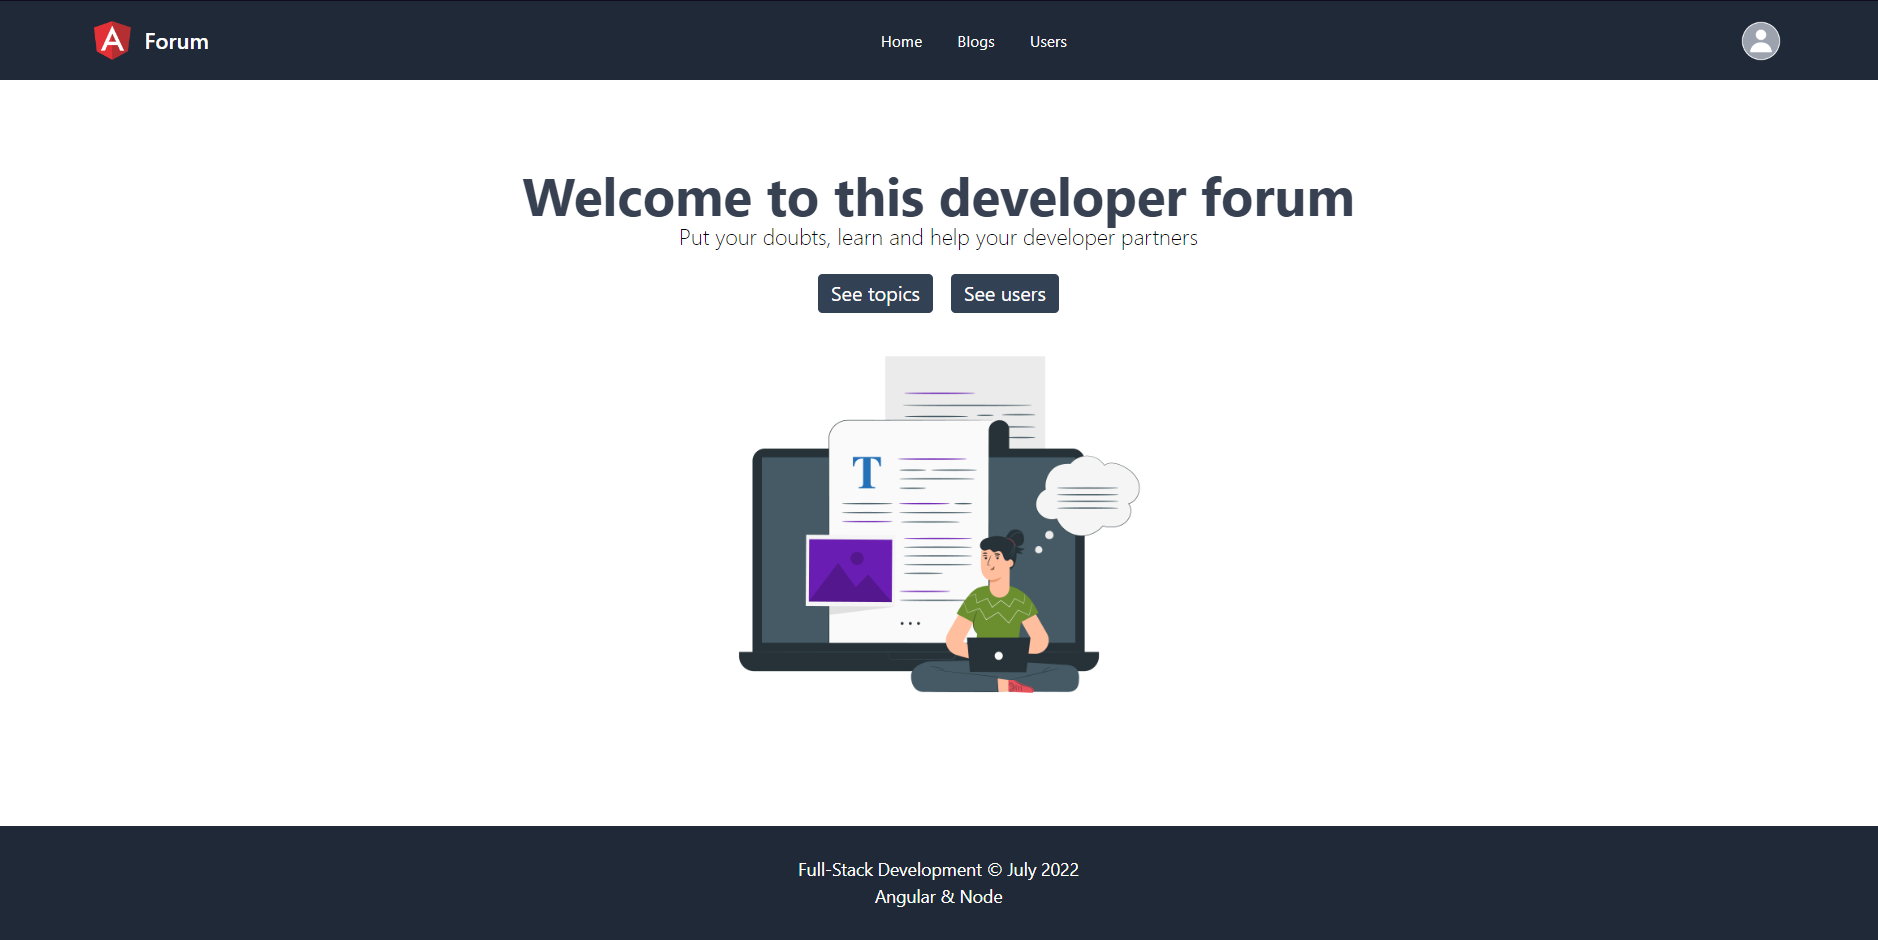 Forum
Home Blogs Users
Welcome to this developer forum
Put your doubts, learn and help your developer partners
See topics See users
T
Full-Stack Development © July 2022
Angular & Node